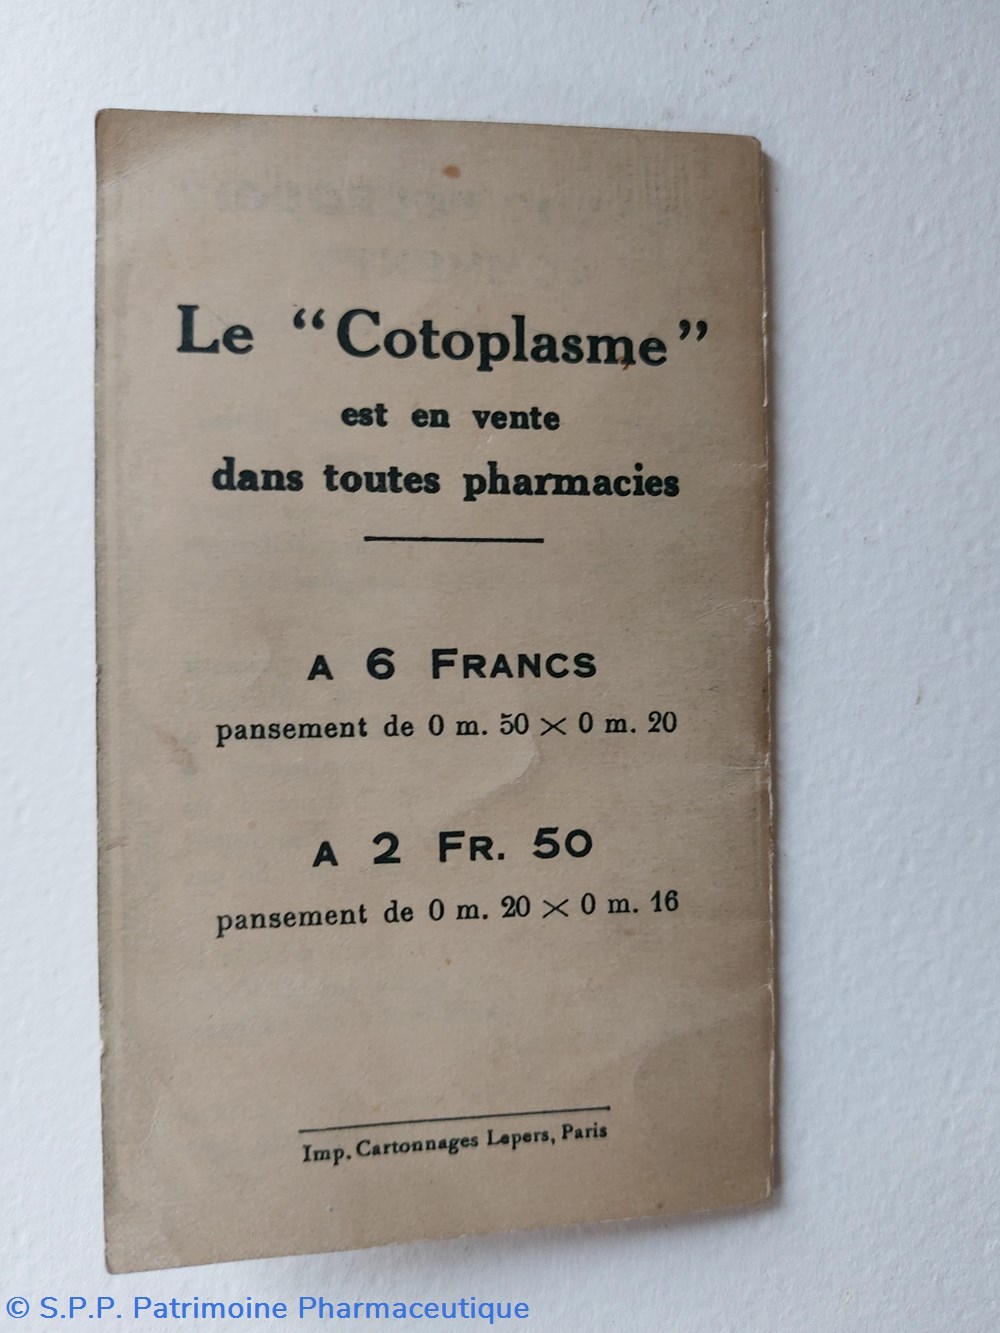 Le “Cotoplasme”
est en vente
dans toutes pharmacies
A 6 FRANCS
pansement de 0 m. 50 × 0 m. 20
A 2 FR. 50
pansement de 0 m. 20 × 0 m. 16
Imp. Cartonnages Lepers, Paris
© S.P.P. Patrimoine Pharmaceutique